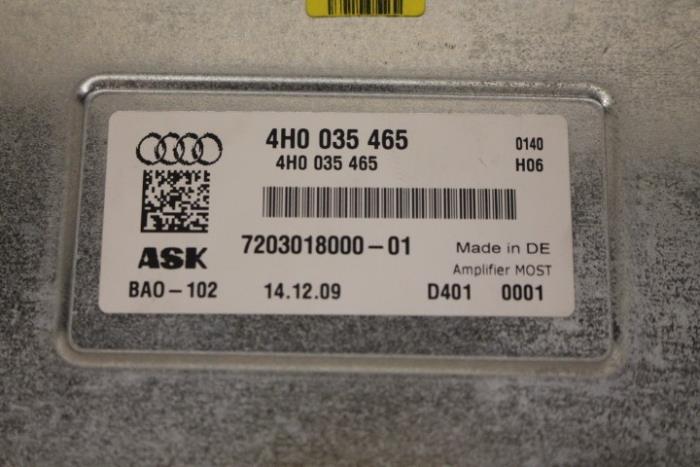 4H0 035 465 0140
4H0 035 465 H06
ASK 7203018000-01 Made in DE
Amplifier MOST
BAO-102 14.12.09 D401 0001